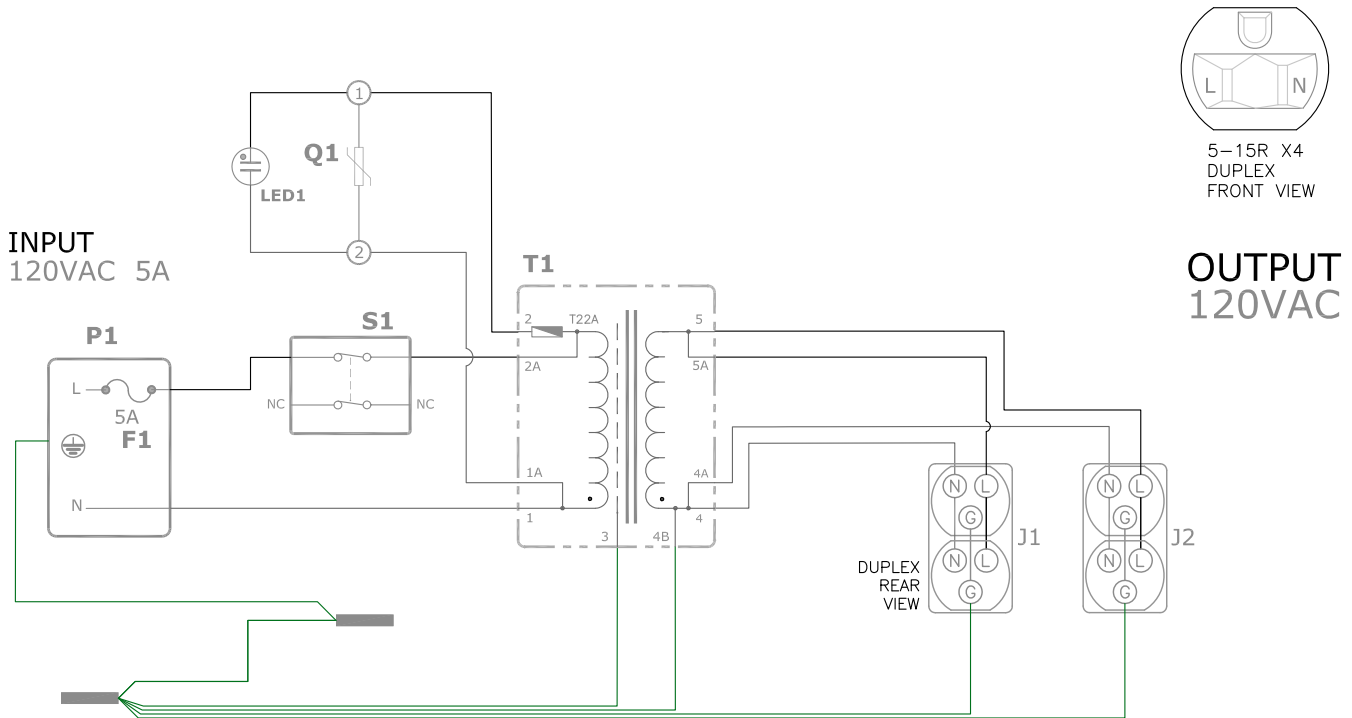 L N
5-15R X4
DUPLEX
FRONT VIEW
OUTPUT
120VAC
INPUT
120VAC 5A
1
Q1
LED1
2
T1
P1
S1
L
5A
F1
N
NC NC
2 T22A
2A
1A
1
3
5
5A
4A
4
4B
N L
G
N L
G
J1
N L
G
N L
G
J2
DUPLEX
REAR
VIEW